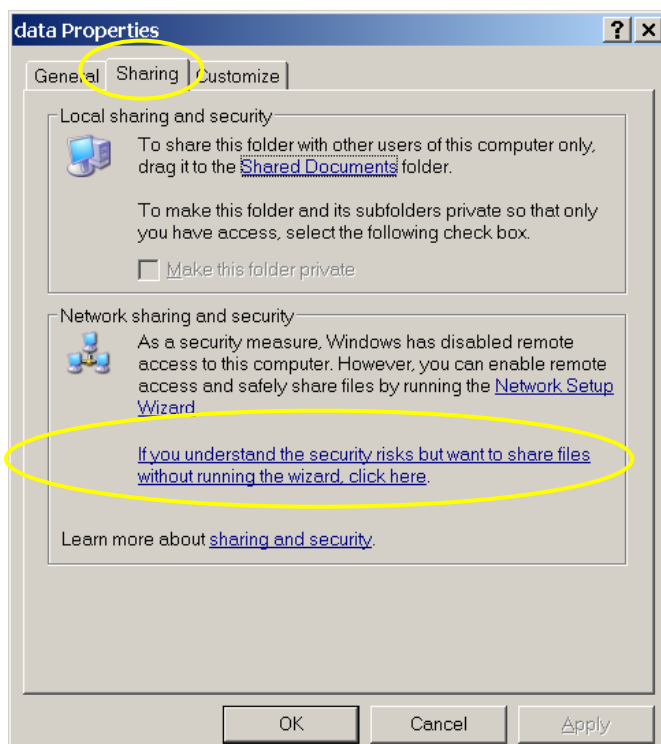 data Properties
? X
General Sharing Customize
Local sharing and security
To share this folder with other users of this computer only,
drag it to the Shared Documents folder.
To make this folder and its subfolders private so that only
you have access, select the following check box.
Make this folder private
Network sharing and security
As a security measure, Windows has disabled remote
access to this computer. However, you can enable remote
access and safely share files by running the Network Setup
Wizard
If you understand the security risks but want to share files
without running the wizard, click here.
Learn more about sharing and security.
OK Cancel Apply